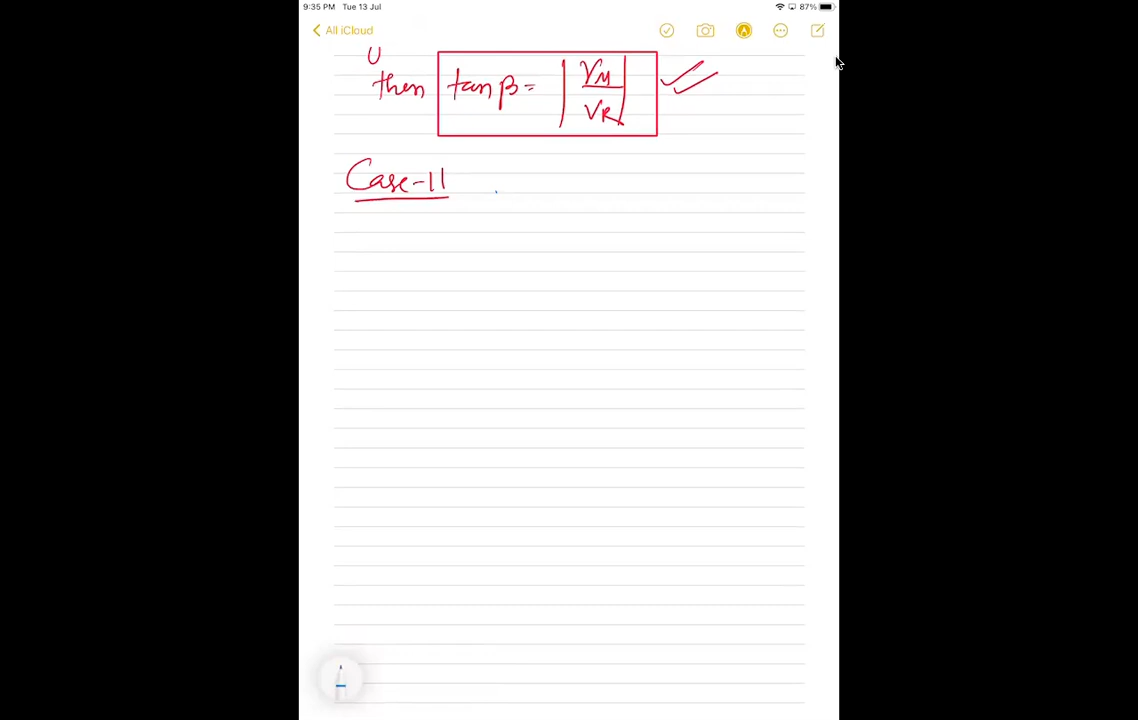 9:35 PM Tue 13 Jul 87%
All iCloud
then tan β = | VM / VR |
Case-II